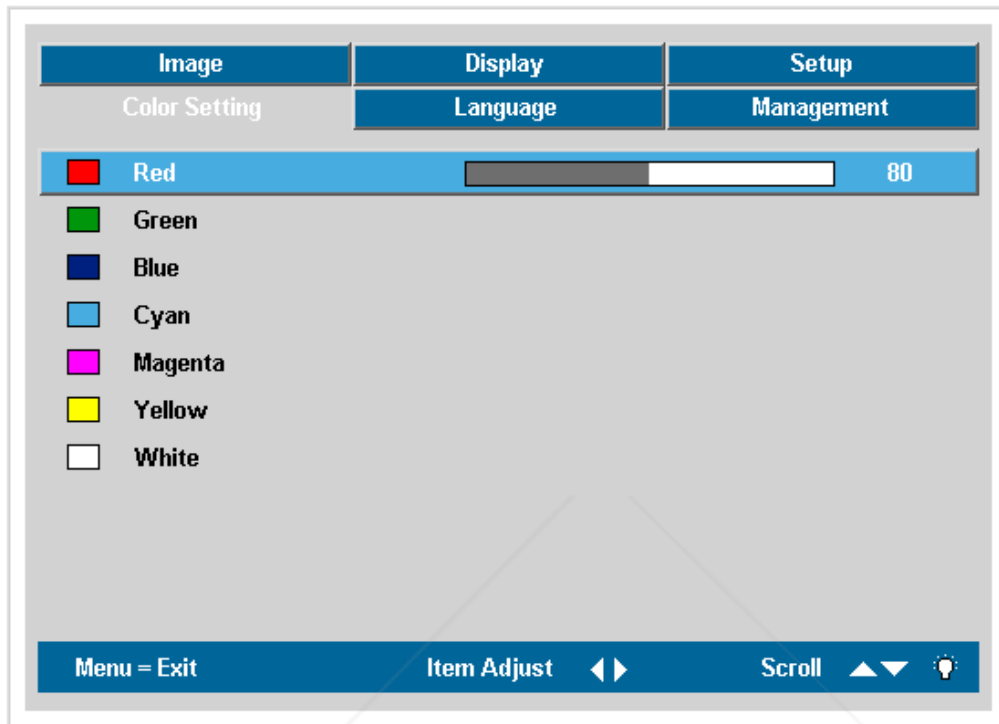 Image Display Setup
Color Setting Language Management
Red 80
Green
Blue
Cyan
Magenta
Yellow
White
Menu = Exit Item Adjust Scroll